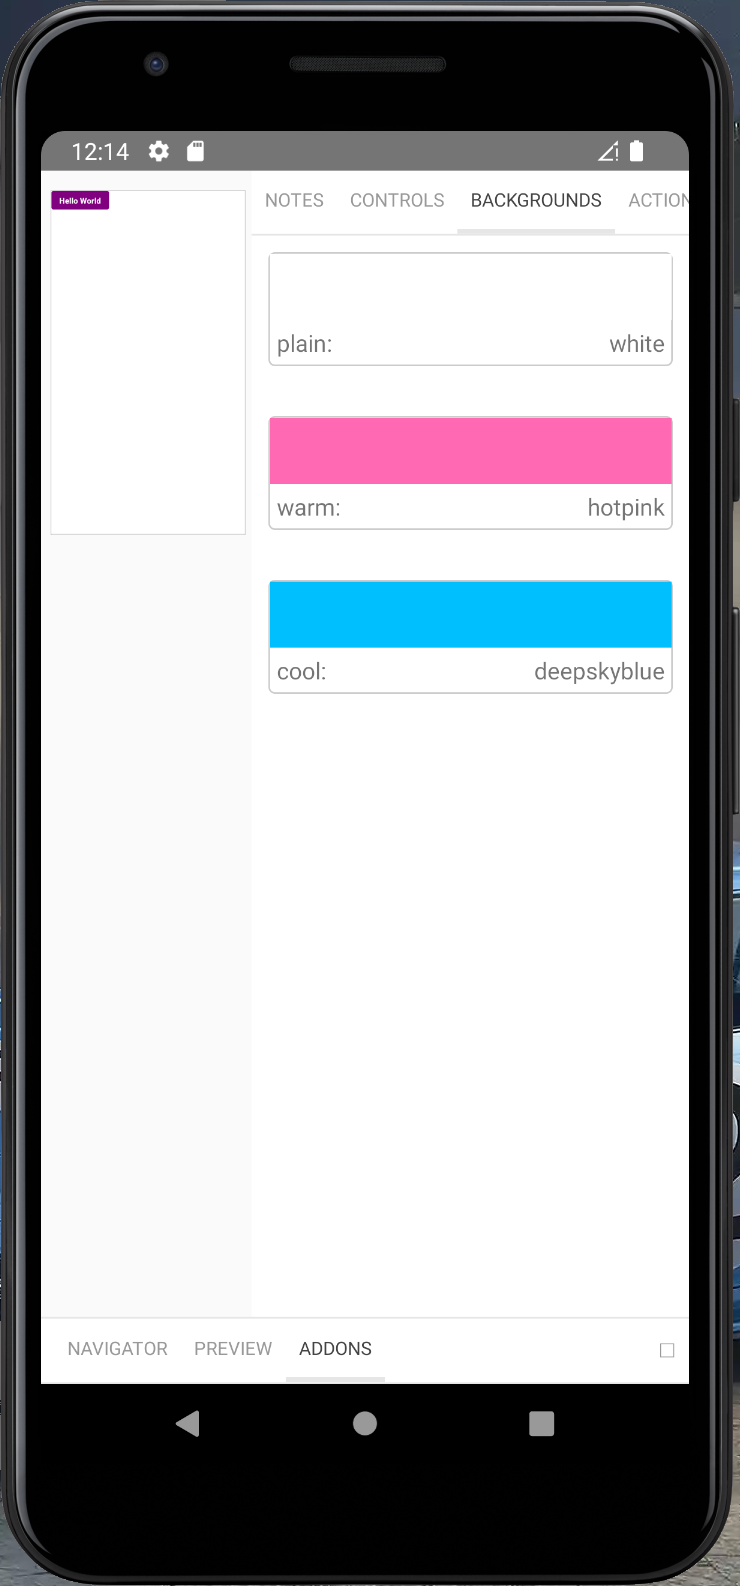 12:14
Hello World
NOTES CONTROLS BACKGROUNDS ACTION
plain: white
warm: hotpink
cool: deepskyblue
NAVIGATOR PREVIEW ADDONS